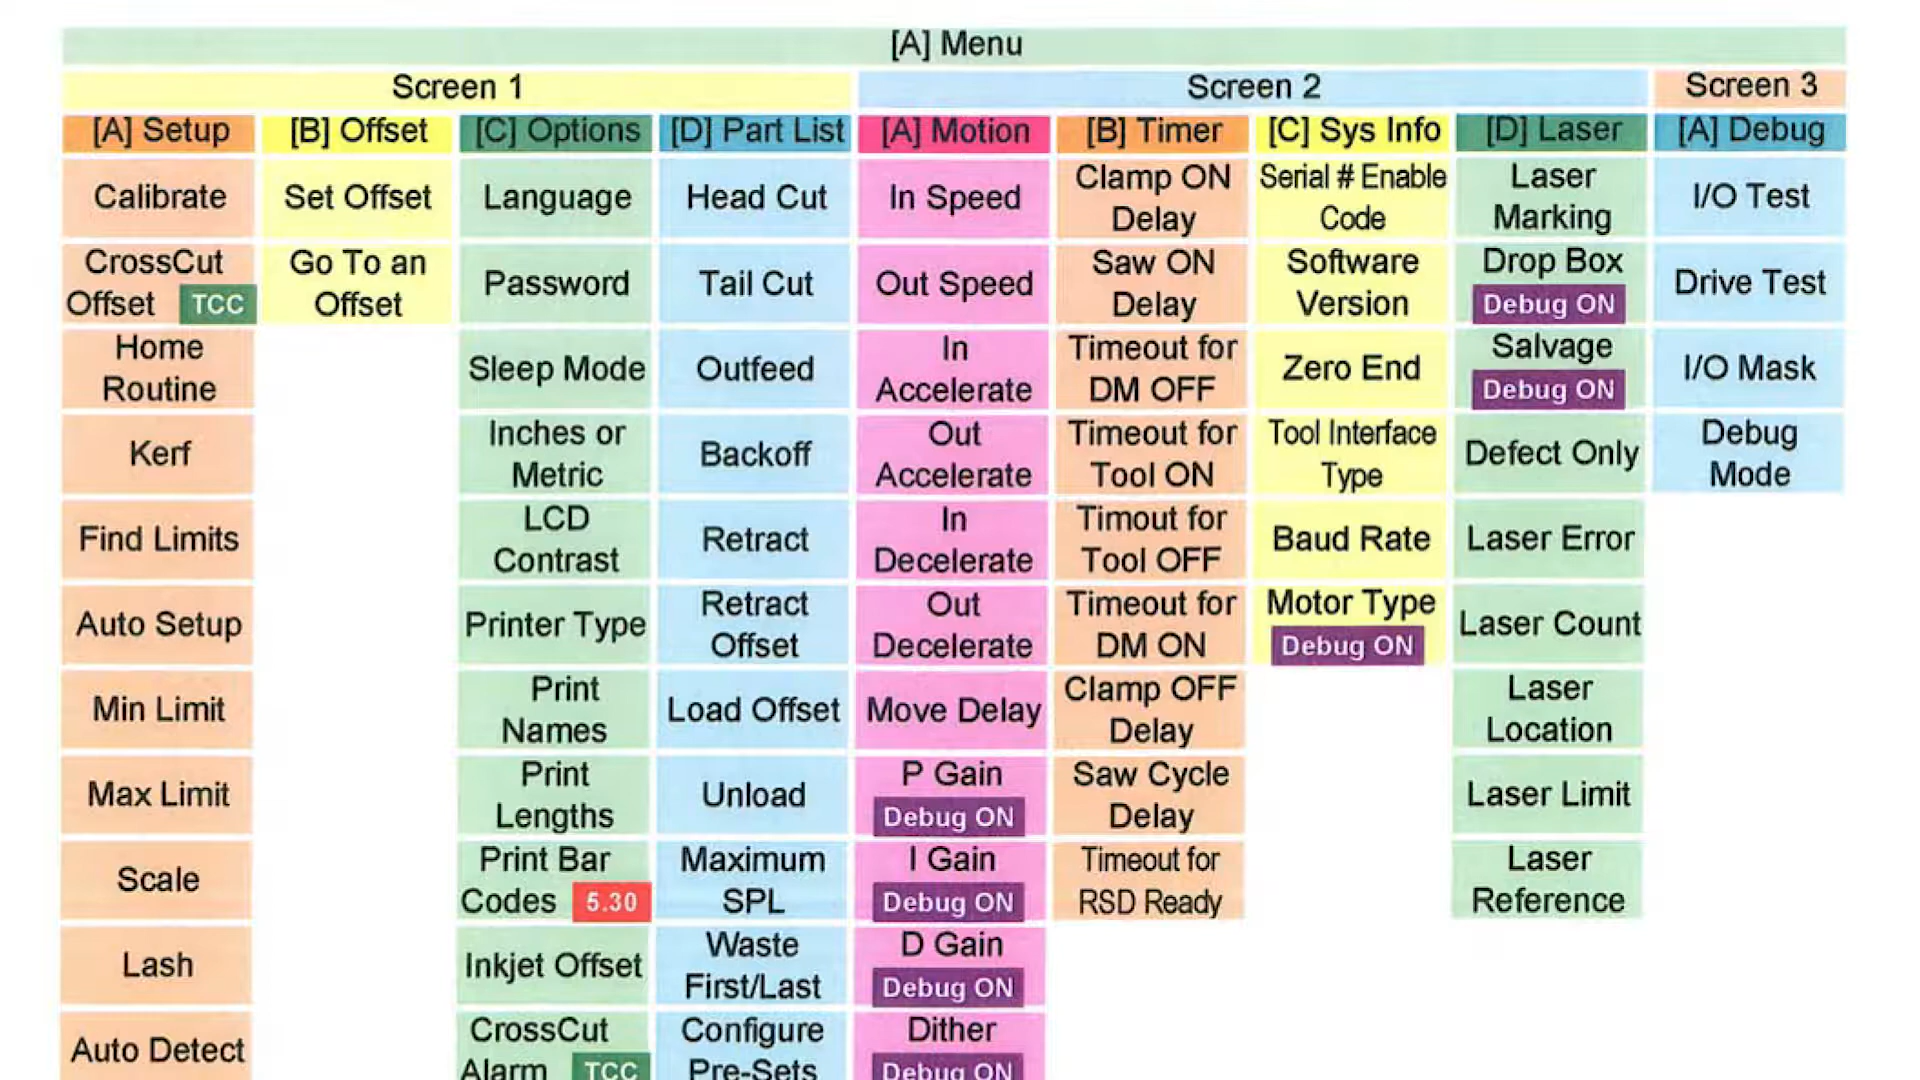 [A] Menu
Screen 1
Screen 2
Screen 3
[A] Setup
[B] Offset
[C] Options
[D] Part List
[A] Motion
[B] Timer
[C] Sys Info
[D] Laser
[A] Debug
Calibrate
Set Offset
Language
Head Cut
In Speed
Clamp ON
Delay
Serial # Enable
Code
Laser
Marking
I/O Test
CrossCut
Offset TCC
Go To an
Offset
Password
Tail Cut
Out Speed
Saw ON
Delay
Software
Version
Drop Box
Debug ON
Drive Test
Home
Routine
Sleep Mode
Outfeed
In
Accelerate
Timeout for
DM OFF
Zero End
Salvage
Debug ON
I/O Mask
Kerf
Inches or
Metric
Backoff
Out
Accelerate
Timeout for
Tool ON
Tool Interface
Type
Defect Only
Debug
Mode
Find Limits
LCD
Contrast
Retract
In
Decelerate
Timout for
Tool OFF
Baud Rate
Laser Error
Auto Setup
Printer Type
Retract
Offset
Out
Decelerate
Timeout for
DM ON
Motor Type
Debug ON
Laser Count
Min Limit
Print
Names
Load Offset
Move Delay
Clamp OFF
Delay
Laser
Location
Max Limit
Print
Lengths
Unload
P Gain
Debug ON
Saw Cycle
Delay
Laser Limit
Scale
Print Bar
Codes 5.30
Maximum
SPL
I Gain
Debug ON
Timeout for
RSD Ready
Laser
Reference
Lash
Inkjet Offset
Waste
First/Last
D Gain
Debug ON
Auto Detect
CrossCut
Alarm TCC
Configure
Pre-Sets
Dither
Debug ON